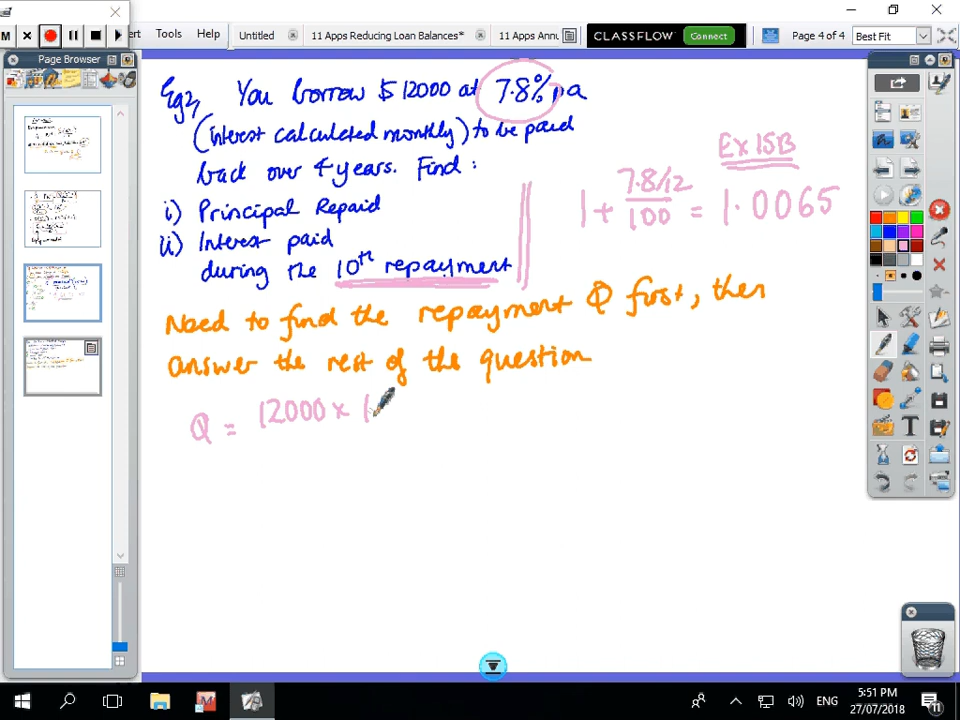 Tools
Help
Untitled
11 Apps Reducing Loan Balances*
11 Apps Annu
CLASSFLOW
Connect
Page 4 of 4
Best Fit
Page Browser
Eg2, You borrow $12000 at 7.8% pa
(interest calculated monthly) to be paid
back over 4 years. Find :
i) Principal Repaid
ii) Interest paid
during the 10th repayment
Ex 15B
1 + 7.8/12 / 100 = 1.0065
Need to find the repayment Q first, then
answer the rest of the question
Q = 12000 × 1
ENG
5:51 PM
27/07/2018
11